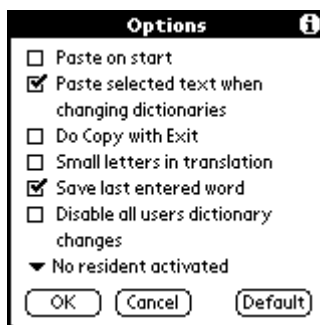 Options
Paste on start
Paste selected text when
changing dictionaries
Do Copy with Exit
Small letters in translation
Save last entered word
Disable all users dictionary
changes
No resident activated
OK Cancel Default